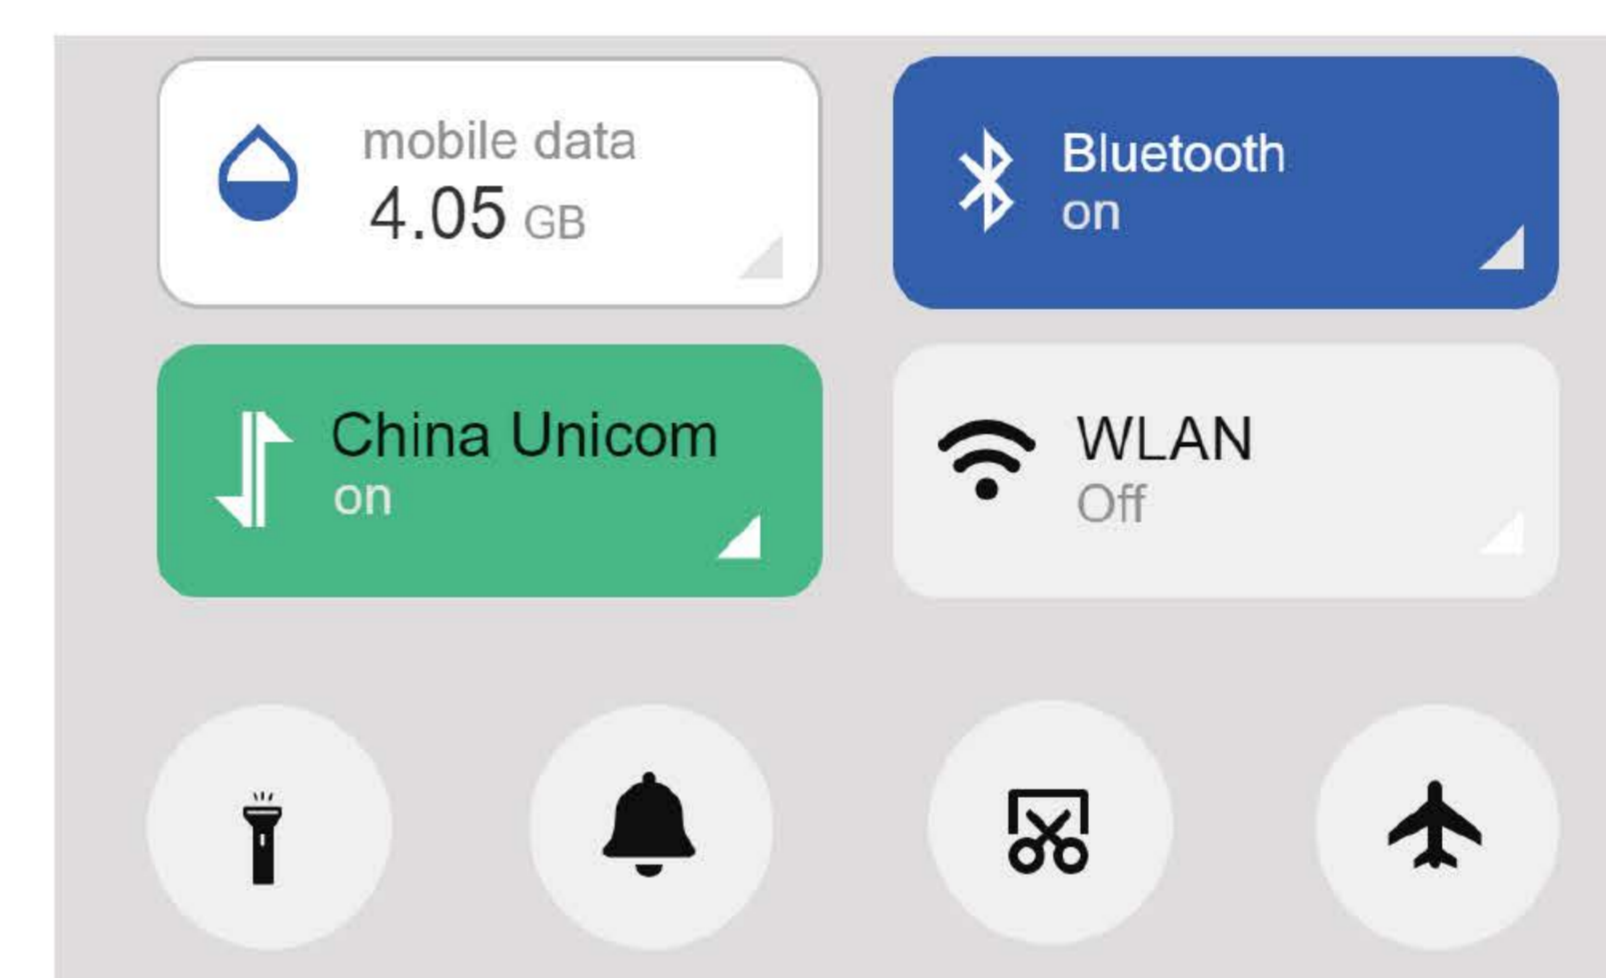 mobile data
4.05 GB
Bluetooth
on
China Unicom
on
WLAN
Off